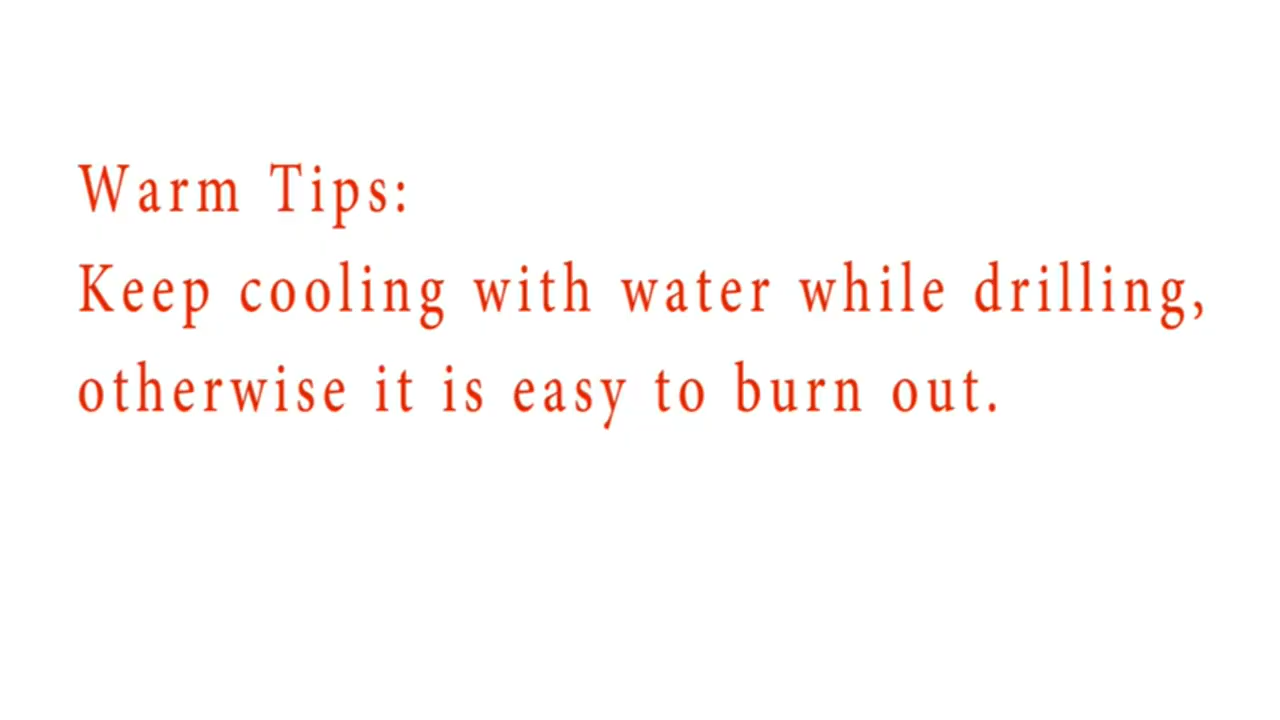 Warm Tips:
Keep cooling with water while drilling,
otherwise it is easy to burn out.